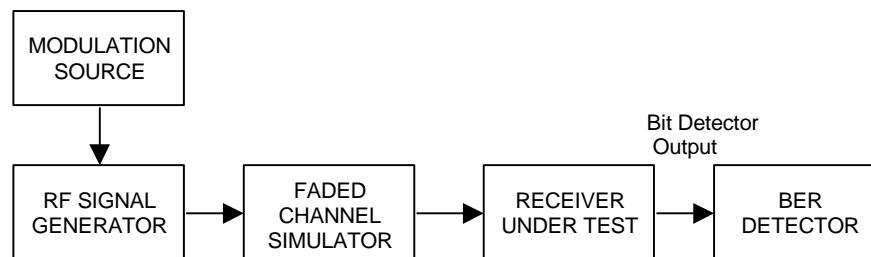 MODULATION
SOURCE
Bit Detector
Output
RF SIGNAL
GENERATOR
FADED
CHANNEL
SIMULATOR
RECEIVER
UNDER TEST
BER
DETECTOR